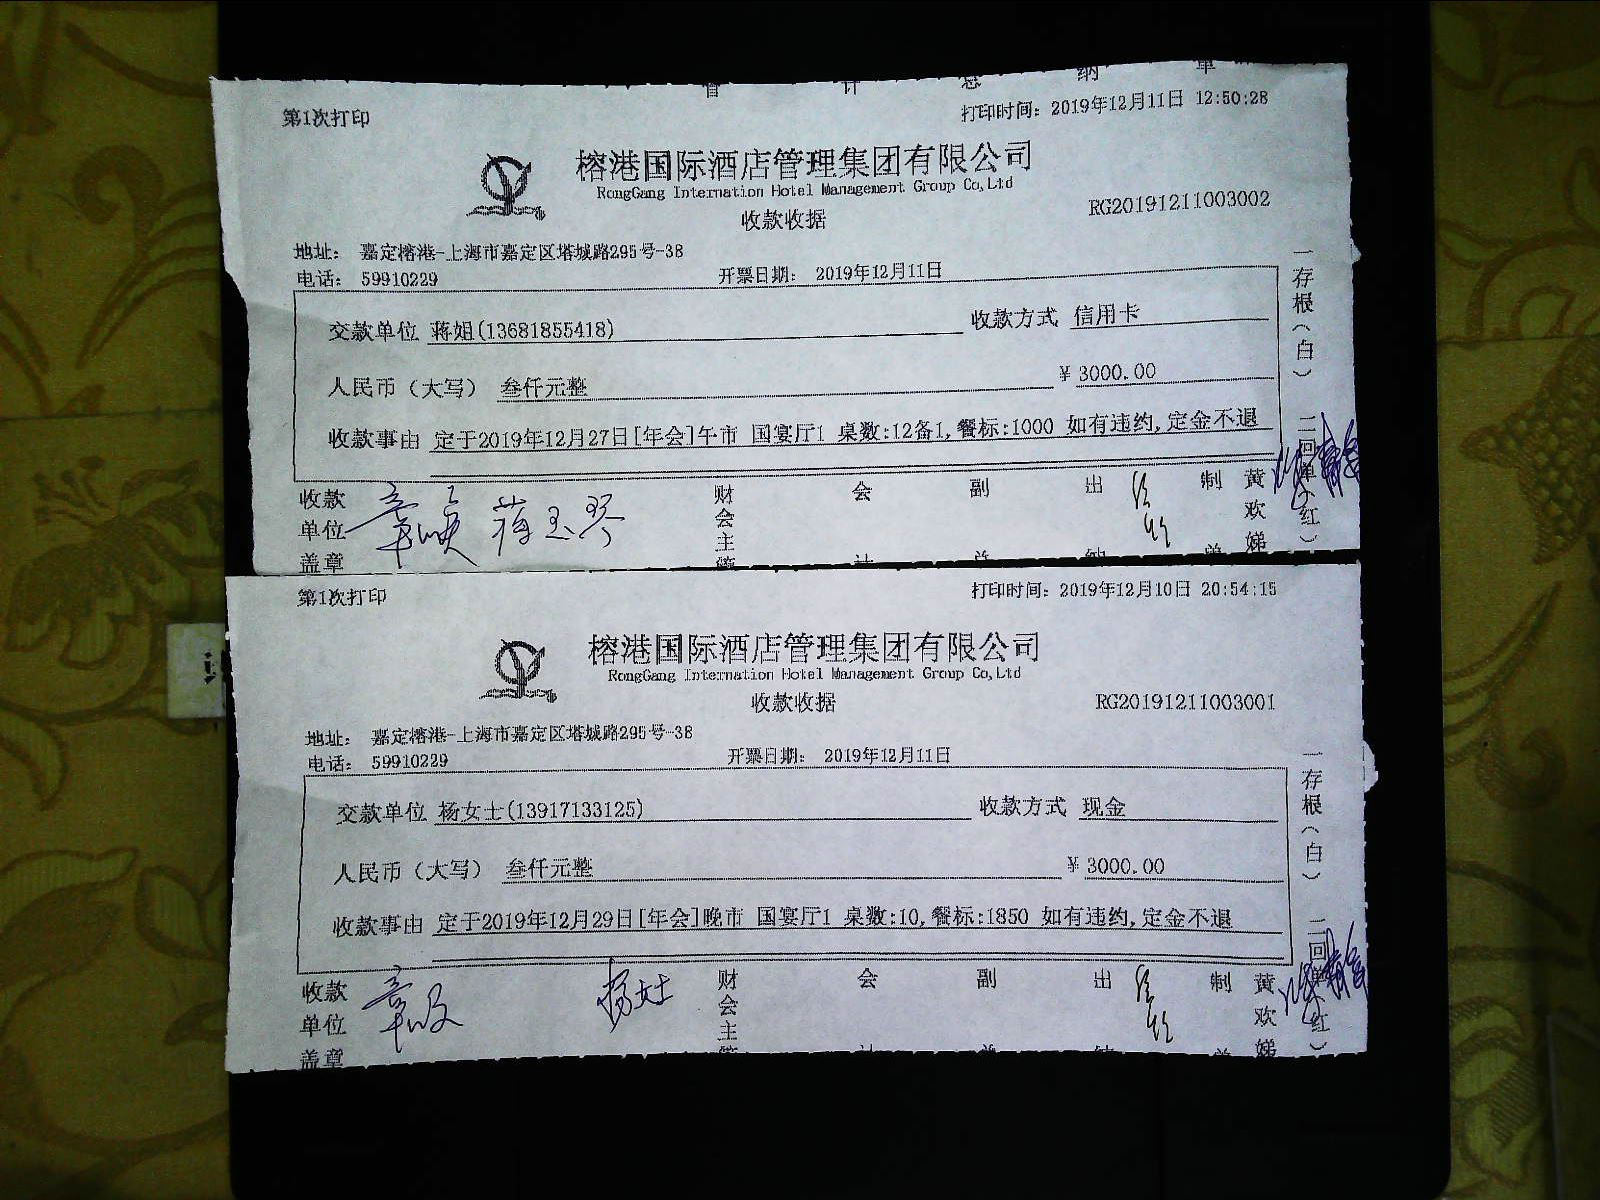 第1次打印
打印时间：2019年12月11日 12:50:28
榕港国际酒店管理集团有限公司
RongGang Internation Hotel Management Group Co,Ltd
收款收据
RG20191211003002
地址： 嘉定榕港-上海市嘉定区塔城路295号-38
电话： 59910229
开票日期： 2019年12月11日
交款单位 蒋姐(13681855418)
收款方式 信用卡
人民币（大写） 叁仟元整
¥ 3000.00
收款事由 定于2019年12月27日[年会]午市 国宴厅1 桌数:12备1,餐标:1000 如有违约,定金不退
一存根（白） 二回单（红）
收款单位盖章
蒋玉琴
财会主
会
副
出
制
黄欢娣
第1次打印
打印时间：2019年12月10日 20:54:15
榕港国际酒店管理集团有限公司
RongGang Internation Hotel Management Group Co,Ltd
收款收据
RG20191211003001
地址： 嘉定榕港-上海市嘉定区塔城路295号-38
电话： 59910229
开票日期： 2019年12月11日
交款单位 杨女士(13917133125)
收款方式 现金
人民币（大写） 叁仟元整
¥ 3000.00
收款事由 定于2019年12月29日[年会]晚市 国宴厅1 桌数:10,餐标:1850 如有违约,定金不退
一存根（白） 二回单（红）
收款单位盖章
杨女士
财会主
会
副
出
制
黄欢娣